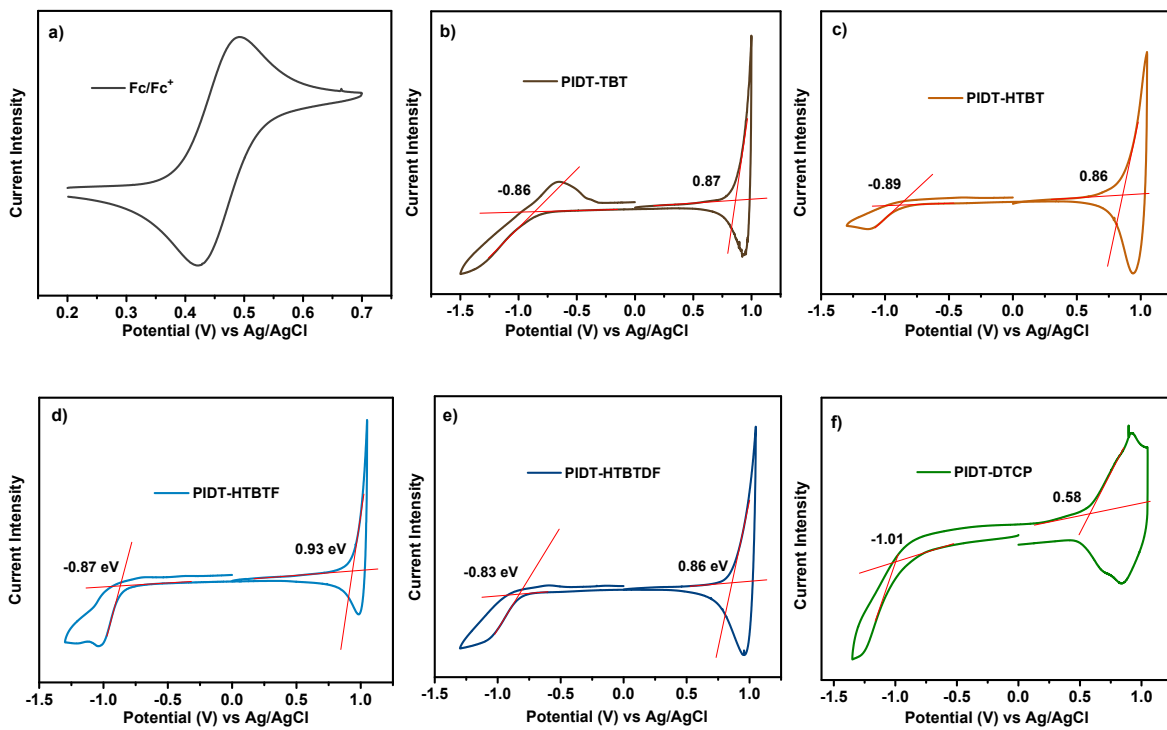 a)
Fc/Fc+
Current Intensity
0.2 0.3 0.4 0.5 0.6 0.7
Potential (V) vs Ag/AgCl
b)
PIDT-TBT
-0.86
0.87
Current Intensity
-1.5 -1.0 -0.5 0.0 0.5 1.0
Potential (V) vs Ag/AgCl
c)
PIDT-HTBT
-0.89
0.86
Current Intensity
-1.5 -1.0 -0.5 0.0 0.5 1.0
Potential (V) vs Ag/AgCl
d)
PIDT-HTBTF
-0.87 eV
0.93 eV
Current Intensity
-1.5 -1.0 -0.5 0.0 0.5 1.0
Potential (V) vs Ag/AgCl
e)
PIDT-HTBTDF
-0.83 eV
0.86 eV
Current Intensity
-1.5 -1.0 -0.5 0.0 0.5 1.0
Potential (V) vs Ag/AgCl
f)
PIDT-DTCP
0.58
-1.01
Current Intensity
-1.5 -1.0 -0.5 0.0 0.5 1.0
Potential (V) vs Ag/AgCl